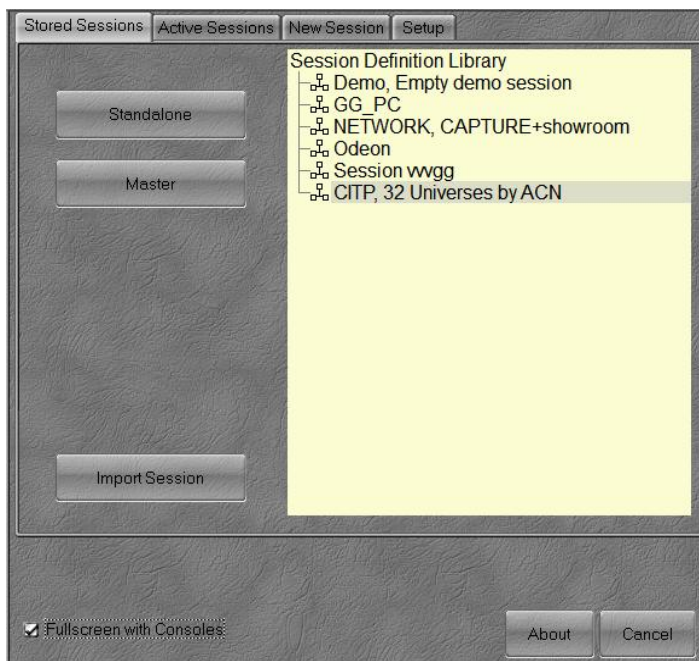 Stored Sessions Active Sessions New Session Setup
Session Definition Library
Demo, Empty demo session
Standalone
GG_PC
NETWORK, CAPTURE+showroom
Odeon
Master
Session vvvgg
CITP, 32 Universes by ACN
Import Session
Fullscreen with Consoles
About Cancel